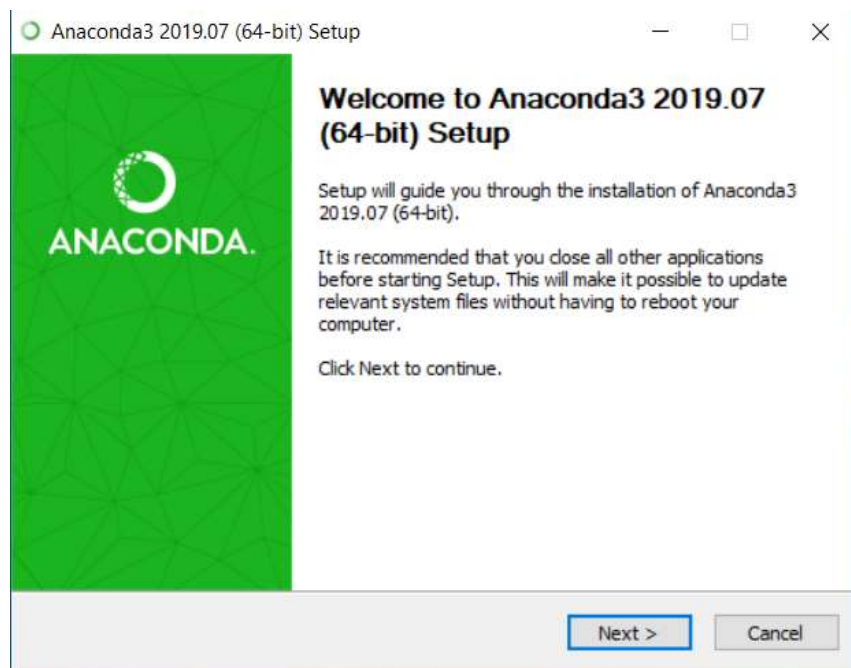 Anaconda3 2019.07 (64-bit) Setup
ANACONDA.
Welcome to Anaconda3 2019.07
(64-bit) Setup
Setup will guide you through the installation of Anaconda3
2019.07 (64-bit).
It is recommended that you close all other applications
before starting Setup. This will make it possible to update
relevant system files without having to reboot your
computer.
Click Next to continue.
Next >
Cancel